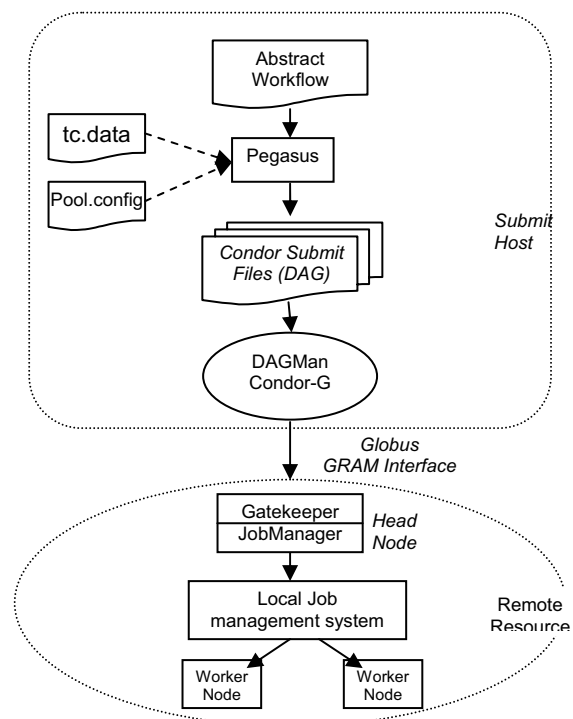 Abstract
Workflow
tc.data
Pegasus
Pool.config
Submit
Host
Condor Submit
Files (DAG)
DAGMan
Condor-G
Globus
GRAM Interface
Gatekeeper
JobManager
Head
Node
Local Job
management system
Remote
Resource
Worker
Node
Worker
Node